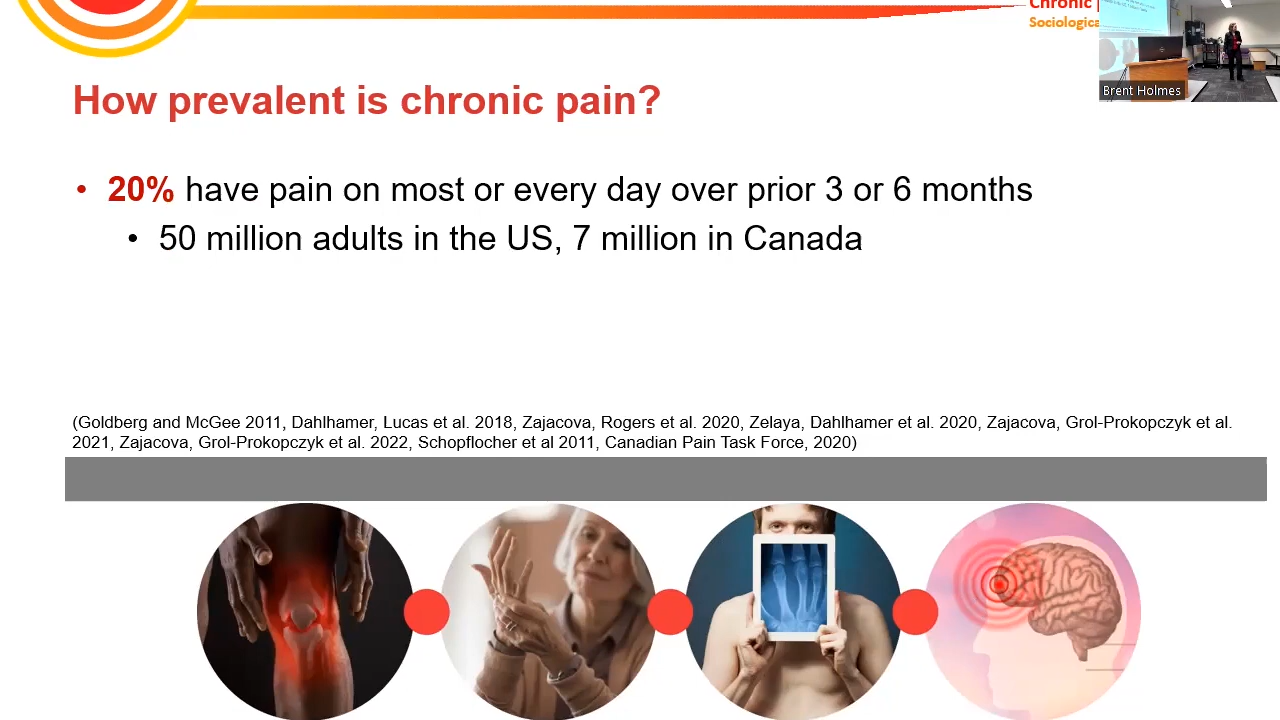 Chronic
Sociologica
Brent Holmes
How prevalent is chronic pain?
• 20% have pain on most or every day over prior 3 or 6 months
• 50 million adults in the US, 7 million in Canada
(Goldberg and McGee 2011, Dahlhamer, Lucas et al. 2018, Zajacova, Rogers et al. 2020, Zelaya, Dahlhamer et al. 2020, Zajacova, Grol-Prokopczyk et al.
2021, Zajacova, Grol-Prokopczyk et al. 2022, Schopflocher et al 2011, Canadian Pain Task Force, 2020)